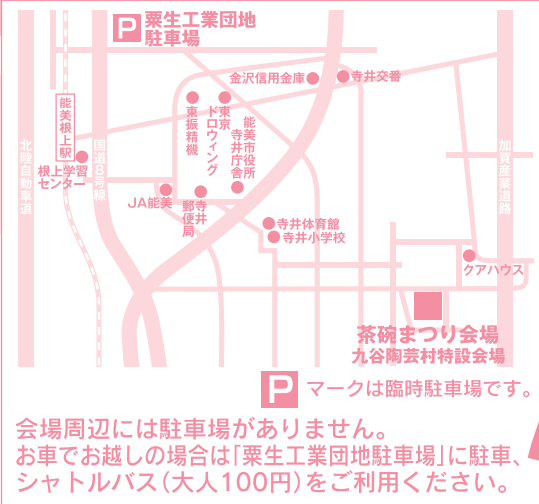 P 粟生工業団地
駐車場
金沢信用金庫
寺井交番
能美根上駅
東振精機
東京
ドロウィング
能美市役所
寺井庁舎
北陸自動車道
国道8号線
加賀産業道路
根上学習
センター
JA能美
寺井
郵便局
寺井体育館
寺井小学校
クアハウス
茶碗まつり会場
九谷陶芸村特設会場
P マークは臨時駐車場です。
会場周辺には駐車場がありません。
お車でお越しの場合は「粟生工業団地駐車場」に駐車、
シャトルバス(大人100円)をご利用ください。